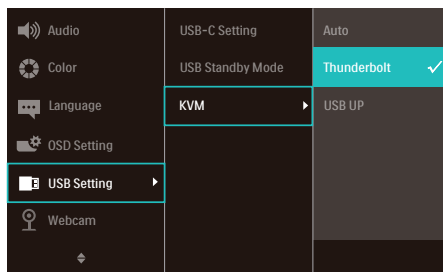 Audio
Color
Language
OSD Setting
USB Setting
Webcam
USB-C Setting
USB Standby Mode
KVM
Auto
Thunderbolt
USB UP